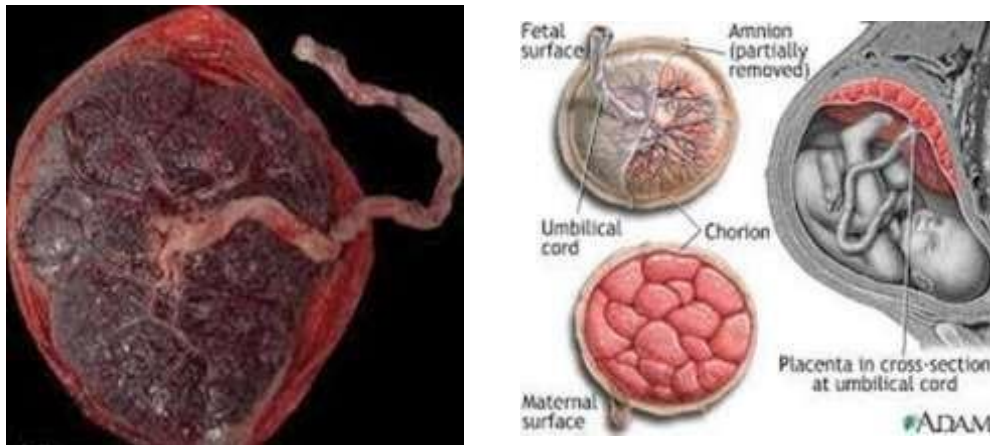 Fetal
surface
Amnion
(partially
removed)
Umbilical
cord
Chorion
Maternal
surface
Placenta in cross-section
at umbilical cord
ADAM